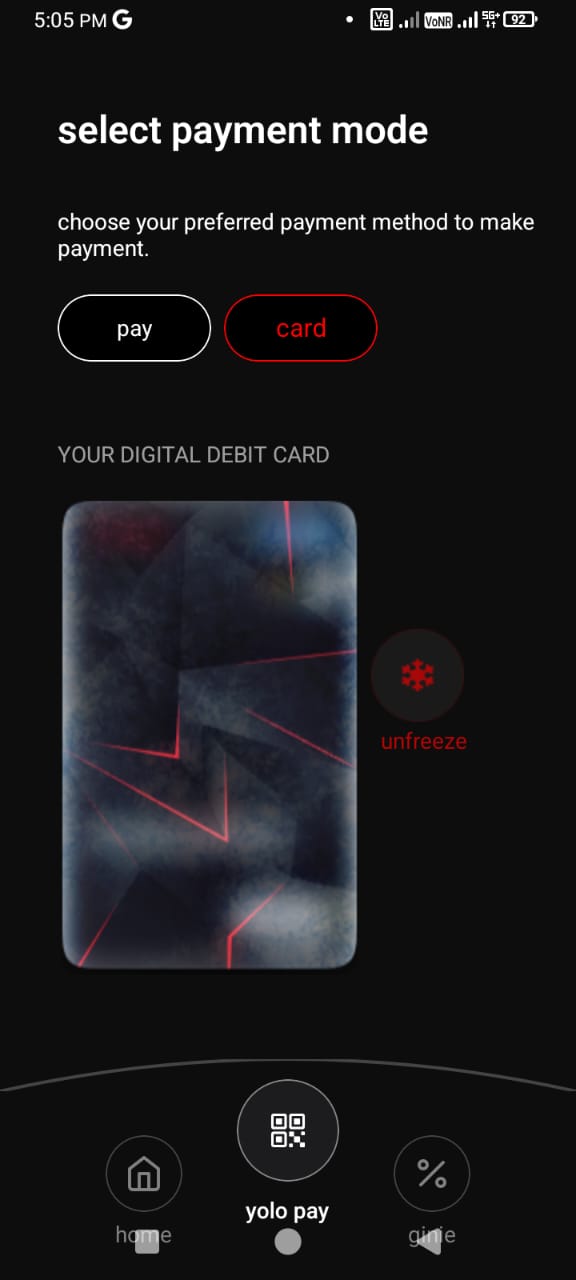 5:05 PM G
Vo LTE VoNR 5G+ 92
select payment mode
choose your preferred payment method to make
payment.
pay card
YOUR DIGITAL DEBIT CARD
unfreeze
yolo pay
home ginie